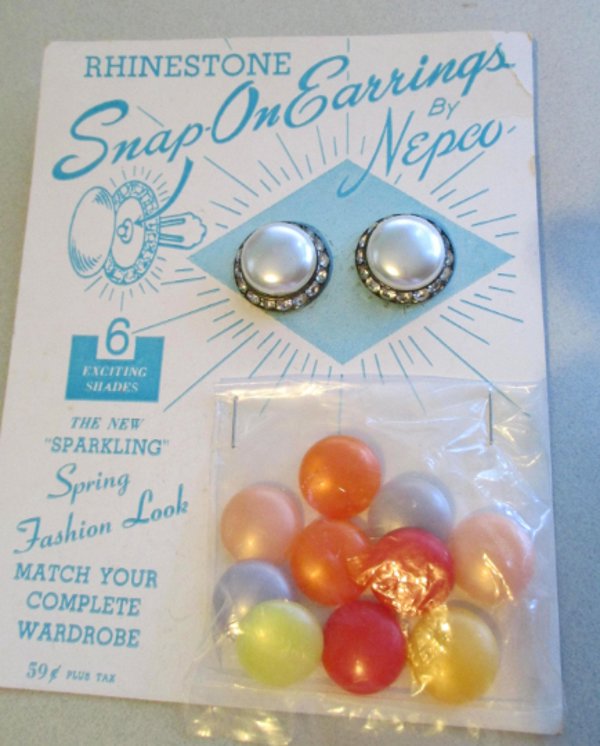 RHINESTONE
Snap-On Earrings
By
Nepco
6
EXCITING
SHADES
THE NEW
"SPARKLING"
Spring
Fashion Look
MATCH YOUR
COMPLETE
WARDROBE
59¢ PLUS TAX